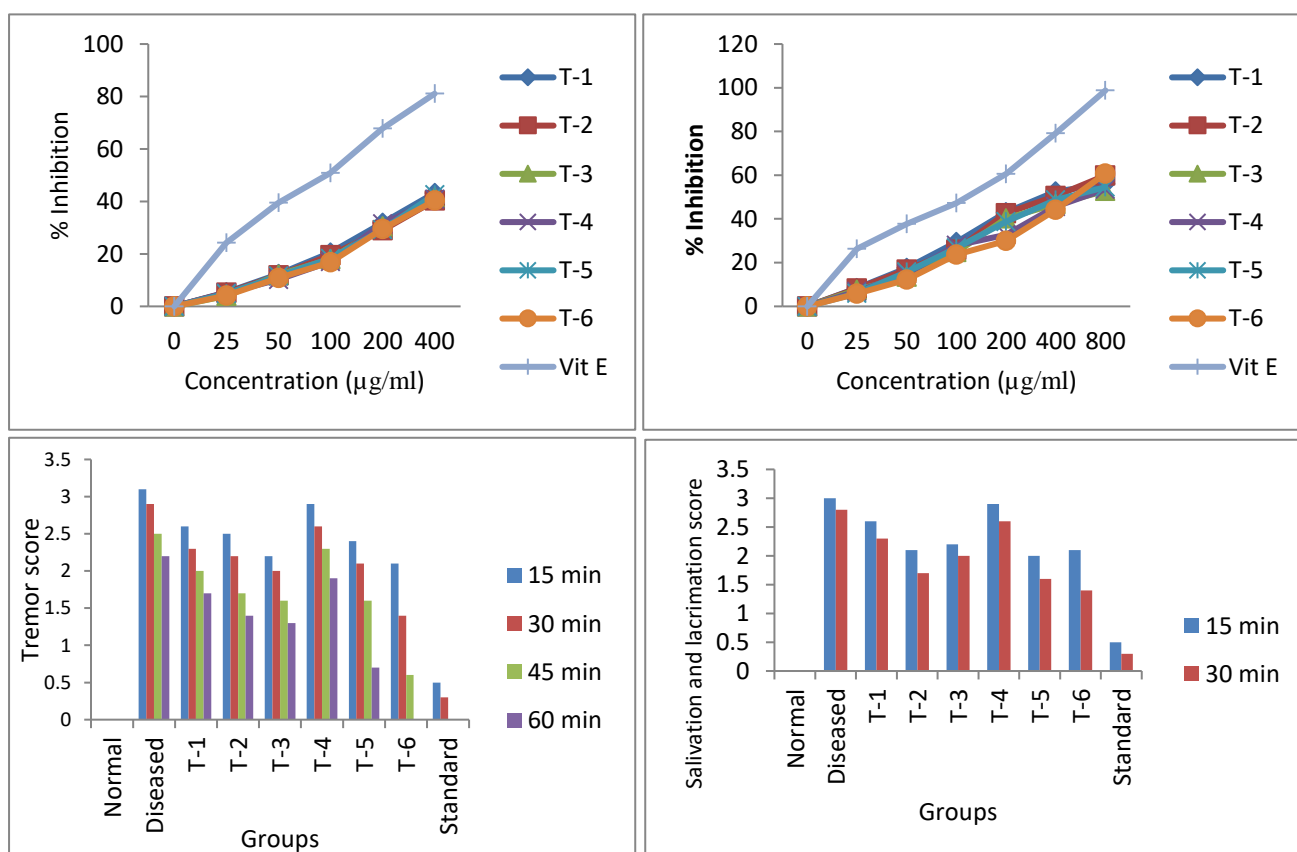 100
80
60
40
20
0
% Inhibition
0 25 50 100 200 400
Concentration (µg/ml)
T-1
T-2
T-3
T-4
T-5
T-6
Vit E
120
100
80
60
40
20
0
% Inhibition
0 25 50 100 200 400 800
Concentration (µg/ml)
T-1
T-2
T-3
T-4
T-5
T-6
Vit E
3.5
3
2.5
2
1.5
1
0.5
0
Tremor score
Normal
Diseased
T-1
T-2
T-3
T-4
T-5
T-6
Standard
Groups
15 min
30 min
45 min
60 min
3.5
3
2.5
2
1.5
1
0.5
0
Salivation and lacrimation score
Normal
Diseased
T-1
T-2
T-3
T-4
T-5
T-6
Standard
Groups
15 min
30 min